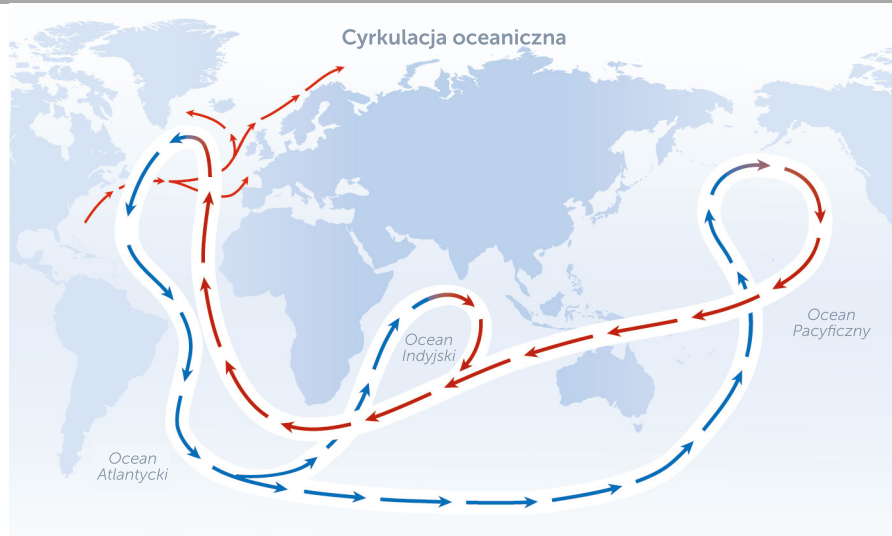 Cyrkulacja oceaniczna
Ocean
Pacyficzny
Ocean
Indyjski
Ocean
Atlantycki